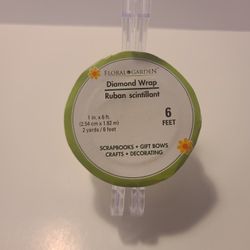 FLORAL GARDEN
Diamond Wrap
Ruban scintillant
1 in. x 6 ft.
(2.54 cm x 1.82 m)
2 yards / 6 feet
6
FEET
SCRAPBOOKS • GIFT BOWS
CRAFTS • DECORATING